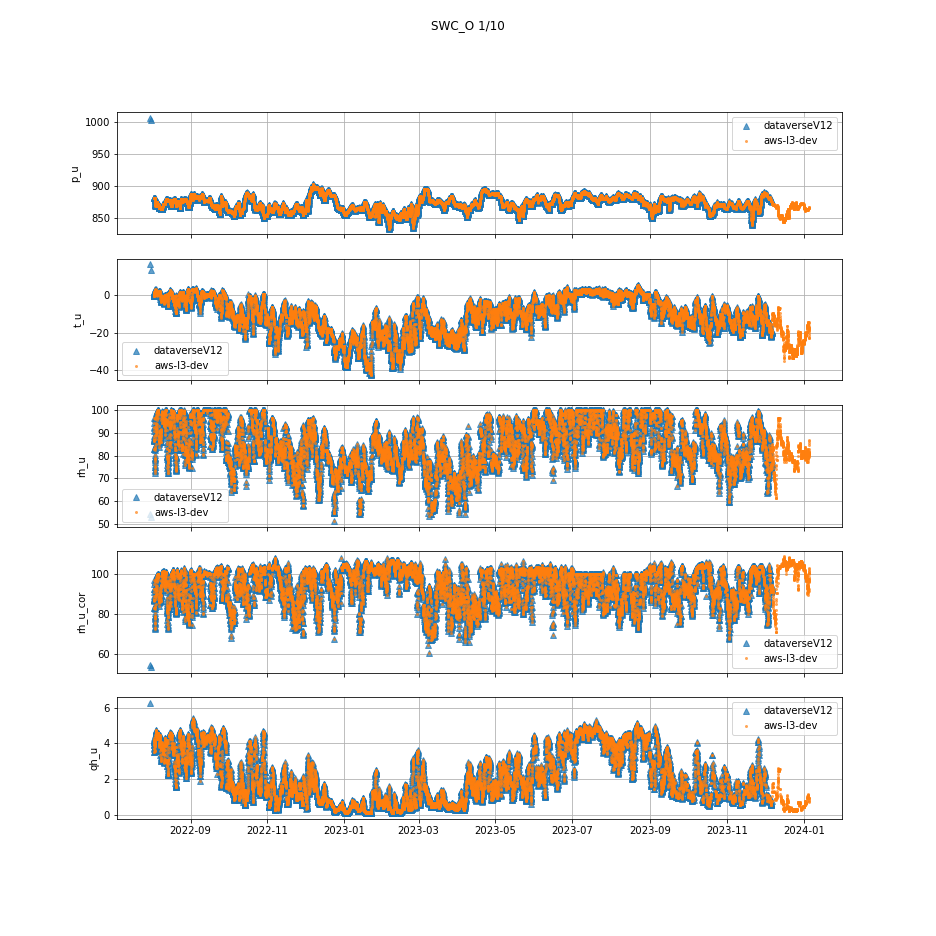 SWC_O 1/10
1000
950
900
850
p_u
dataverseV12
aws-l3-dev
0
−20
−40
t_u
dataverseV12
aws-l3-dev
100
90
80
70
60
50
rh_u
dataverseV12
aws-l3-dev
100
80
60
rh_u_cor
dataverseV12
aws-l3-dev
6
4
2
0
qh_u
dataverseV12
aws-l3-dev
2022-09 2022-11 2023-01 2023-03 2023-05 2023-07 2023-09 2023-11 2024-01